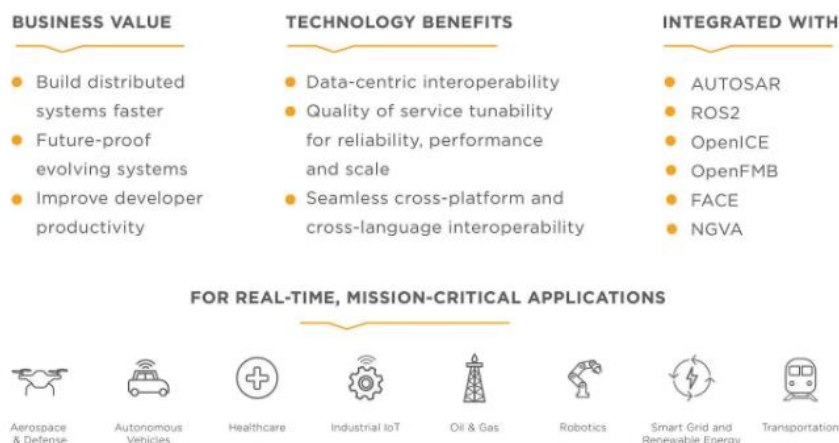 BUSINESS VALUE
Build distributed
systems faster
Future-proof
evolving systems
Improve developer
productivity
TECHNOLOGY BENEFITS
Data-centric interoperability
Quality of service tunability
for reliability, performance
and scale
Seamless cross-platform and
cross-language interoperability
INTEGRATED WITH
AUTOSAR
ROS2
OpenICE
OpenFMB
FACE
NGVA
FOR REAL-TIME, MISSION-CRITICAL APPLICATIONS
Aerospace
& Defense
Autonomous
Vehicles
Healthcare
Industrial IoT
Oil & Gas
Robotics
Smart Grid and
Renewable Energy
Transportation